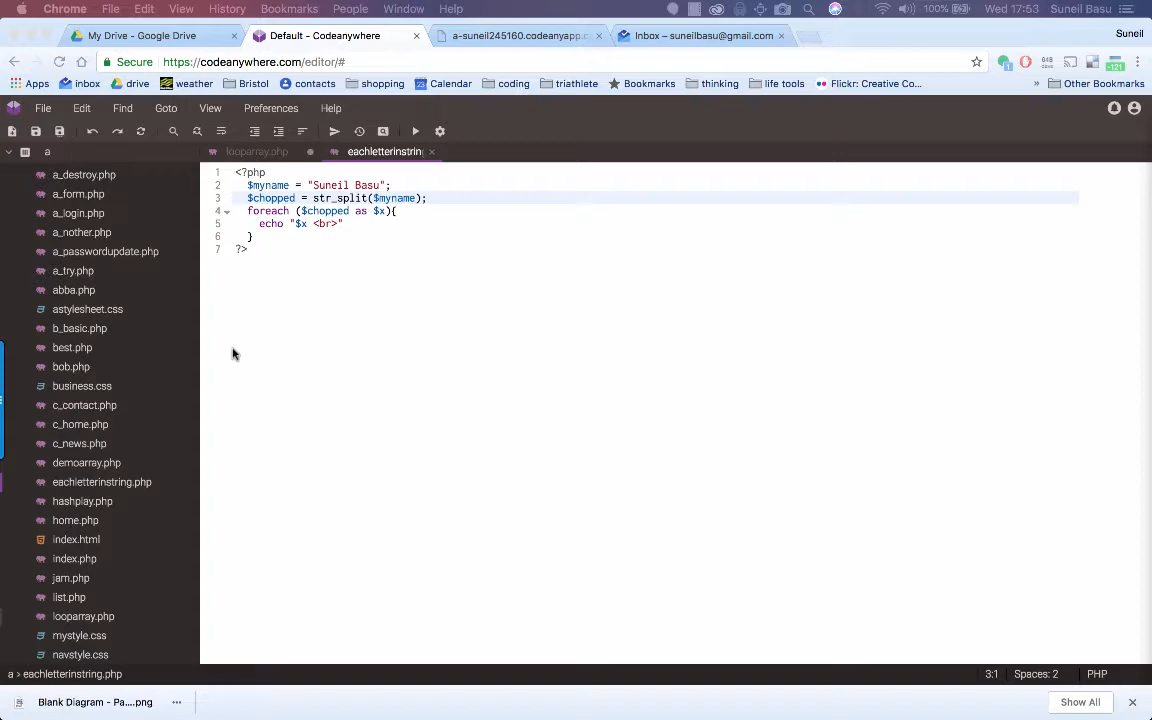 Chrome File Edit View History Bookmarks People Window Help 100% Wed 17:53 Suneil Basu
My Drive - Google Drive Default - Codeanywhere a-suneil245160.codeanyapp.co Inbox – suneilbasu@gmail.com Suneil
Secure https://codeanywhere.com/editor/#
Apps inbox drive weather Bristol contacts shopping Calendar coding triathlete Bookmarks thinking life tools Flickr: Creative Co... » Other Bookmarks
File Edit Find Goto View Preferences Help
a looparray.php eachletterinstring
a_destroy.php
a_form.php
a_login.php
a_nother.php
a_passwordupdate.php
a_try.php
abba.php
astylesheet.css
b_basic.php
best.php
bob.php
business.css
c_contact.php
c_home.php
c_news.php
demoarray.php
eachletterinstring.php
hashplay.php
home.php
index.html
index.php
jam.php
list.php
looparray.php
mystyle.css
navstyle.css
1 <?php
2 $myname = "Suneil Basu";
3 $chopped = str_split($myname);
4 foreach ($chopped as $x){
5 echo "$x <br>"
6 }
7 ?>
a > eachletterinstring.php 3:1 Spaces: 2 PHP
Blank Diagram - Pa....png Show All